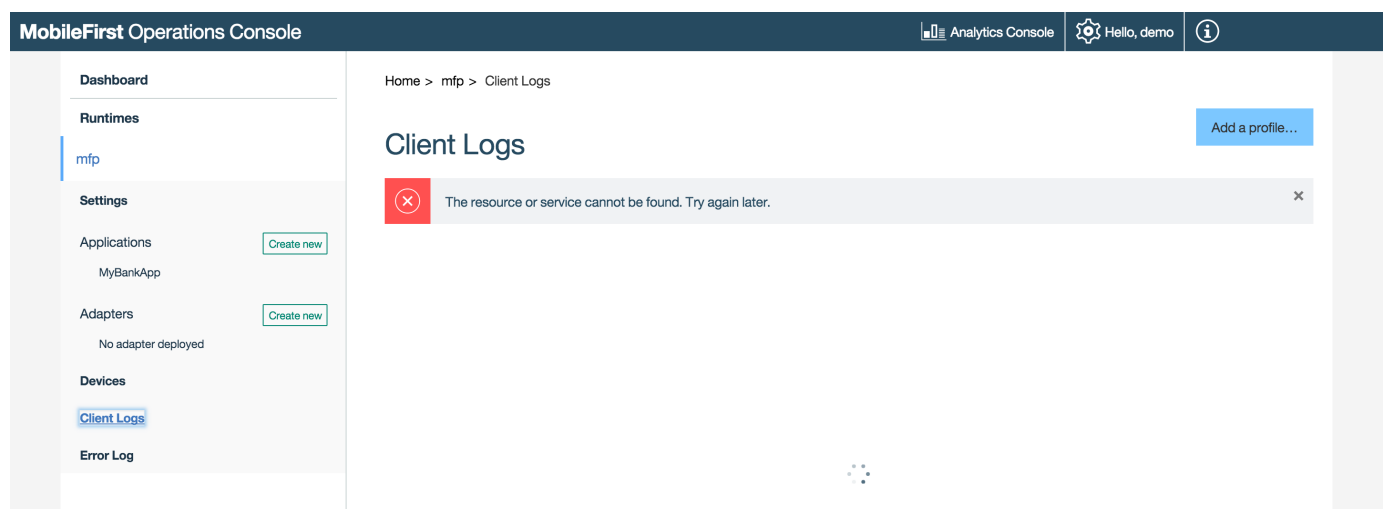 MobileFirst Operations Console
Analytics Console
Hello, demo
Dashboard
Runtimes
mfp
Settings
Applications
Create new
MyBankApp
Adapters
Create new
No adapter deployed
Devices
Client Logs
Error Log
Home > mfp > Client Logs
Add a profile...
Client Logs
The resource or service cannot be found. Try again later.